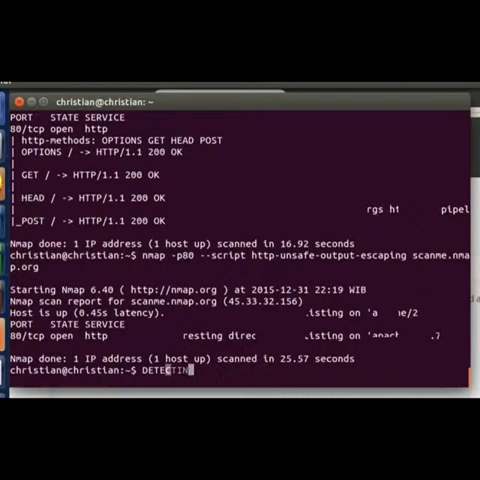 christian@christian: ~
PORT STATE SERVICE
80/tcp open http
| http-methods: OPTIONS GET HEAD POST
| OPTIONS / -> HTTP/1.1 200 OK
|
| GET / -> HTTP/1.1 200 OK
|
| HEAD / -> HTTP/1.1 200 OK
|
|_POST / -> HTTP/1.1 200 OK
Nmap done: 1 IP address (1 host up) scanned in 16.92 seconds
christian@christian:~$ nmap -p80 --script http-unsafe-output-escaping scanme.nma
p.org
Starting Nmap 6.40 ( http://nmap.org ) at 2015-12-31 22:19 WIB
Nmap scan report for scanme.nmap.org (45.33.32.156)
Host is up (0.45s latency).
PORT STATE SERVICE
80/tcp open http
Nmap done: 1 IP address (1 host up) scanned in 25.57 seconds
christian@christian:~$ DETECTIN